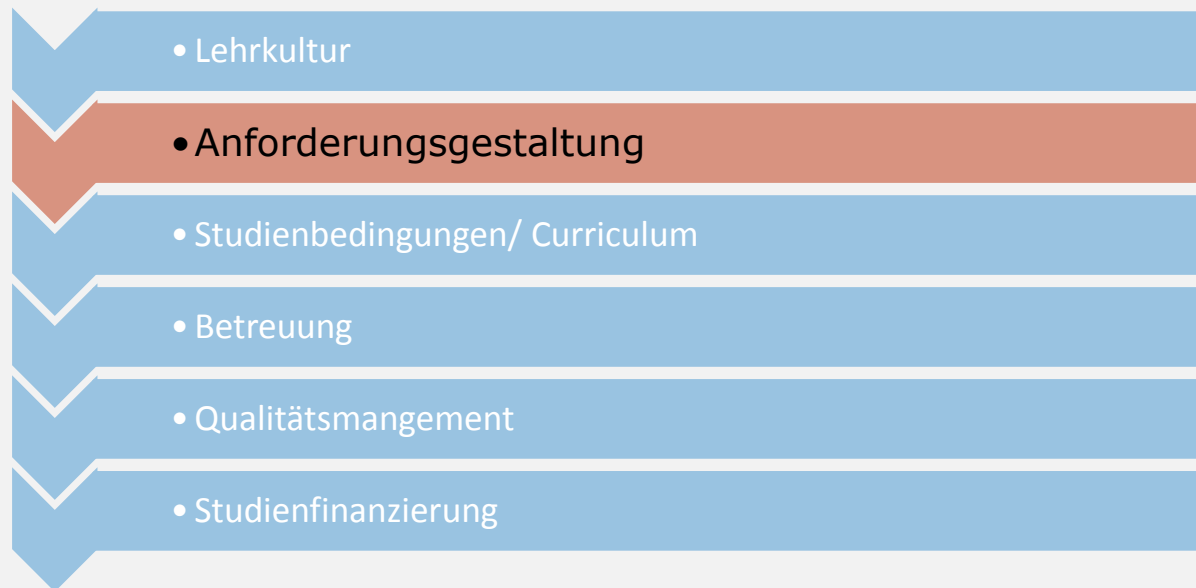 • Lehrkultur
• Anforderungsgestaltung
• Studienbedingungen/ Curriculum
• Betreuung
• Qualitätsmangement
• Studienfinanzierung